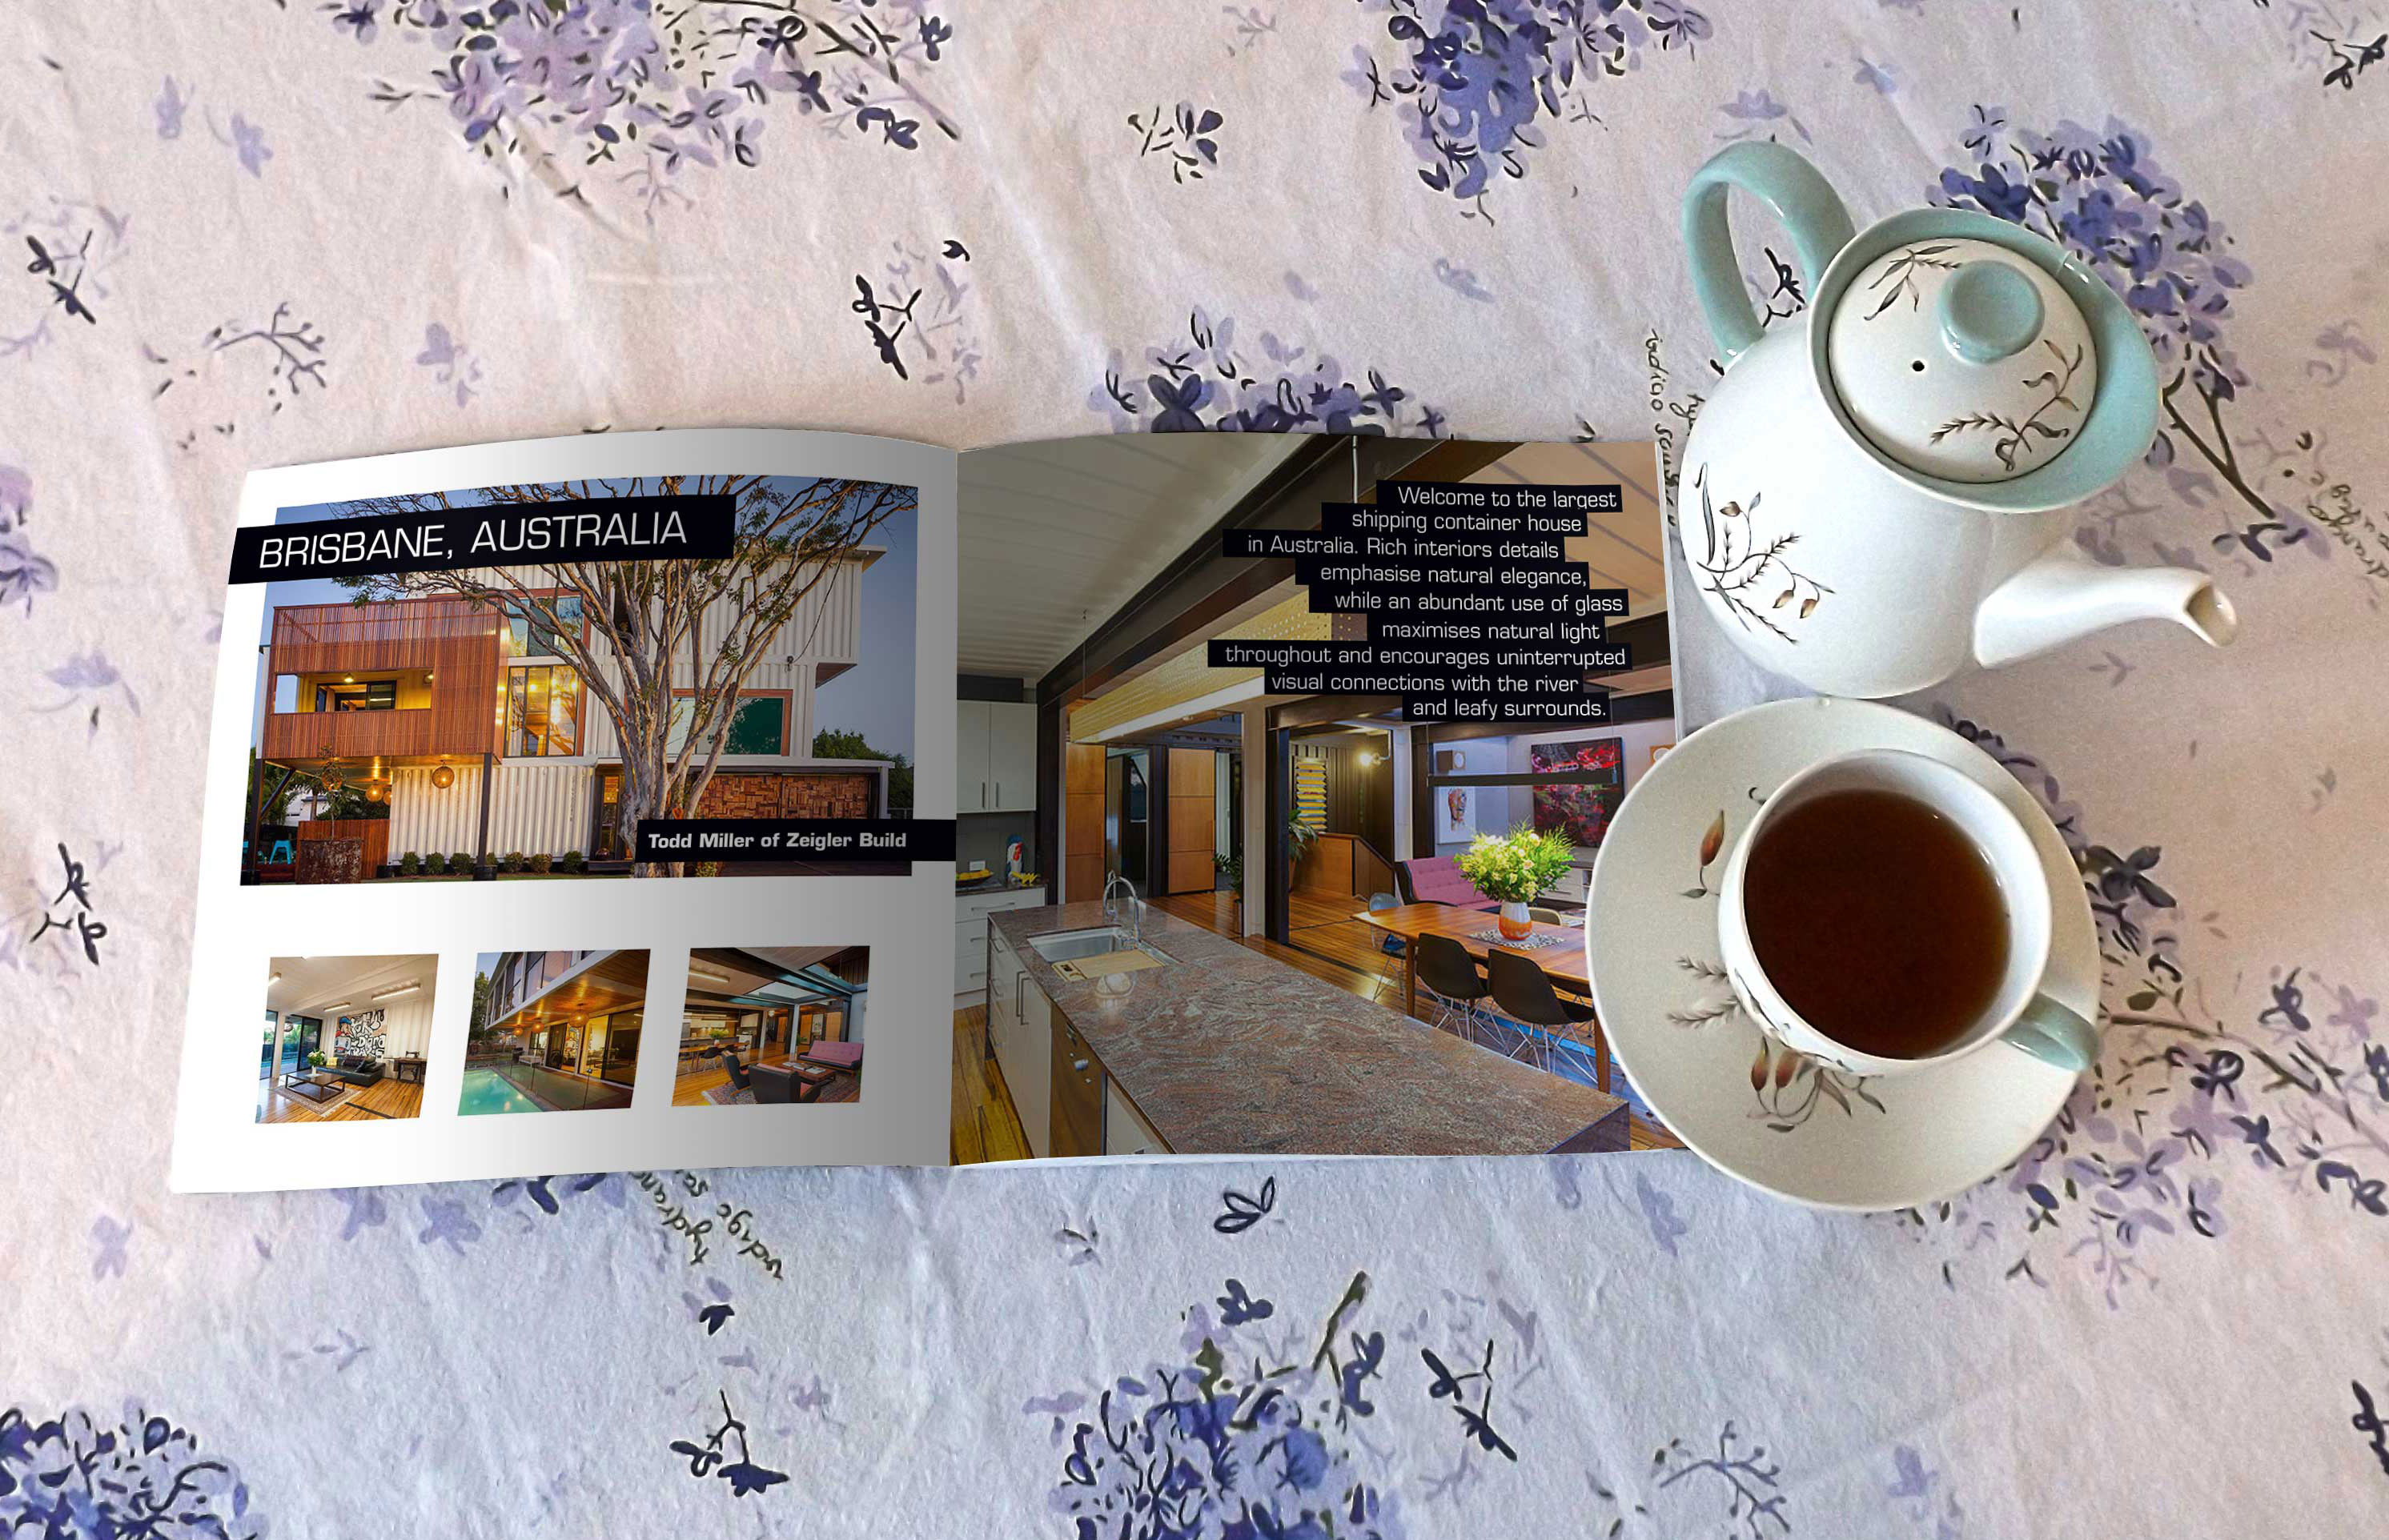 BRISBANE, AUSTRALIA
Todd Miller of Zeigler Build
Welcome to the largest
shipping container house
in Australia. Rich interiors details
emphasise natural elegance,
while an abundant use of glass
maximises natural light
throughout and encourages uninterrupted
visual connections with the river
and leafy surrounds.